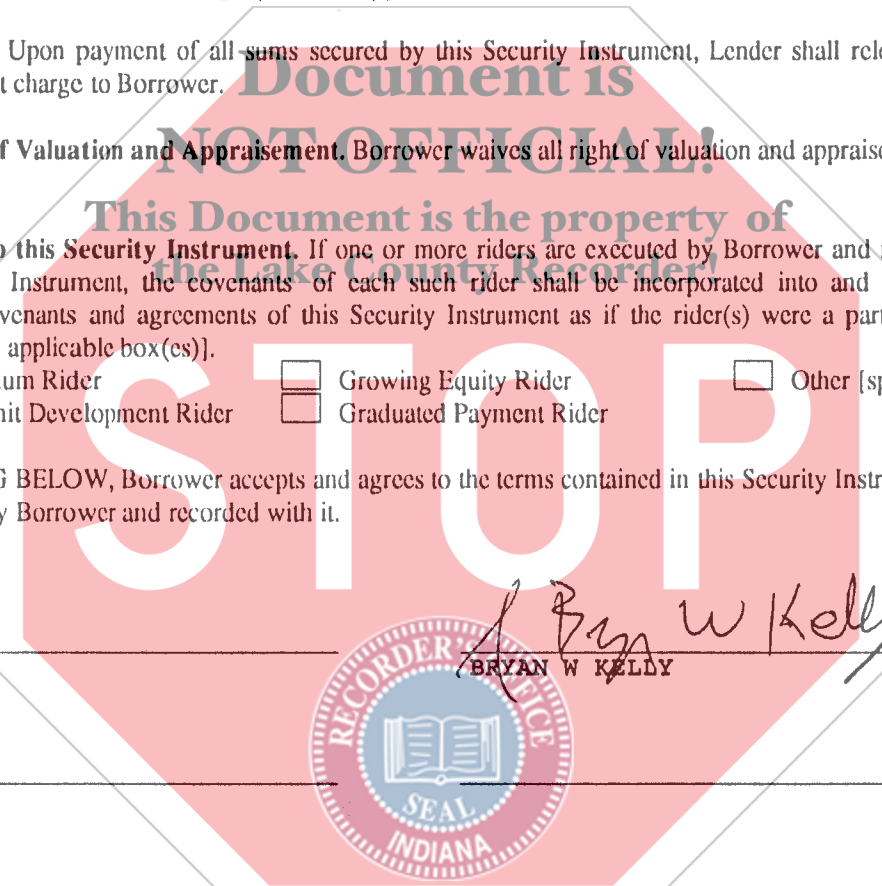 Upon payment of all sums secured by this Security Instrument, Lender shall rele
t charge to Borrower.
Document is
f Valuation and Appraisement. Borrower waives all right of valuation and appraise
NOT OFFICIAL!
This Document is the property of
o this Security Instrument. If one or more riders are executed by Borrower and
the Lake County Recorder!
Instrument, the covenants of each such rider shall be incorporated into and
venants and agreements of this Security Instrument as if the rider(s) were a part
applicable box(es)].
um Rider Growing Equity Rider Other [sp
nit Development Rider Graduated Payment Rider
STOP
G BELOW, Borrower accepts and agrees to the terms contained in this Security Instr
y Borrower and recorded with it.
Bryan W Kelly
BRYAN W KELLY
RECORDER'S OFFICE
SEAL
INDIANA